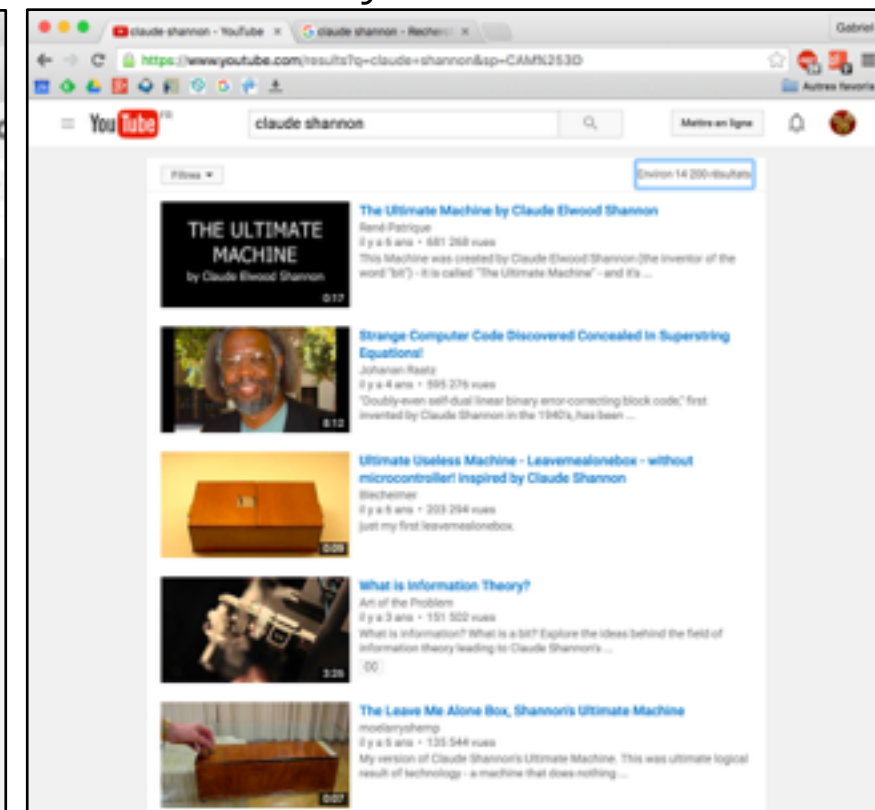 claude shannon - YouTube
claude shannon - Recherc
Gabriel
https://www.youtube.com/results?q=claude+shannon&sp=CAM%253D
Autres favoris
YouTube FR
claude shannon
Mettre en ligne
Filtres
Environ 14 200 résultats
THE ULTIMATE
MACHINE
by Claude Elwood Shannon
0:17
The Ultimate Machine by Claude Elwood Shannon
René Patrique
il y a 6 ans • 681 268 vues
This Machine was created by Claude Elwood Shannon (the inventor of the
word "bit") - it is called "The Ultimate Machine" - and it's ...
8:12
Strange Computer Code Discovered Concealed In Superstring
Equations!
Johanan Raatz
il y a 4 ans • 595 276 vues
"Doubly-even self-dual linear binary error-correcting block code," first
invented by Claude Shannon in the 1940's, has been ...
0:09
Ultimate Useless Machine - Leavemealonebox - without
microcontroller! inspired by Claude Shannon
Blecheimer
il y a 6 ans • 203 294 vues
just my first leavemealonebox.
3:25
What is Information Theory?
Art of the Problem
il y a 3 ans • 151 502 vues
What is information? What is a bit? Explore the ideas behind the field of
information theory leading to Claude Shannon's ...
CC
0:07
The Leave Me Alone Box, Shannon's Ultimate Machine
moelarryshemp
il y a 6 ans • 135 544 vues
My version of Claude Shannon's Ultimate Machine. This was ultimate logical
result of technology - a machine that does nothing ...